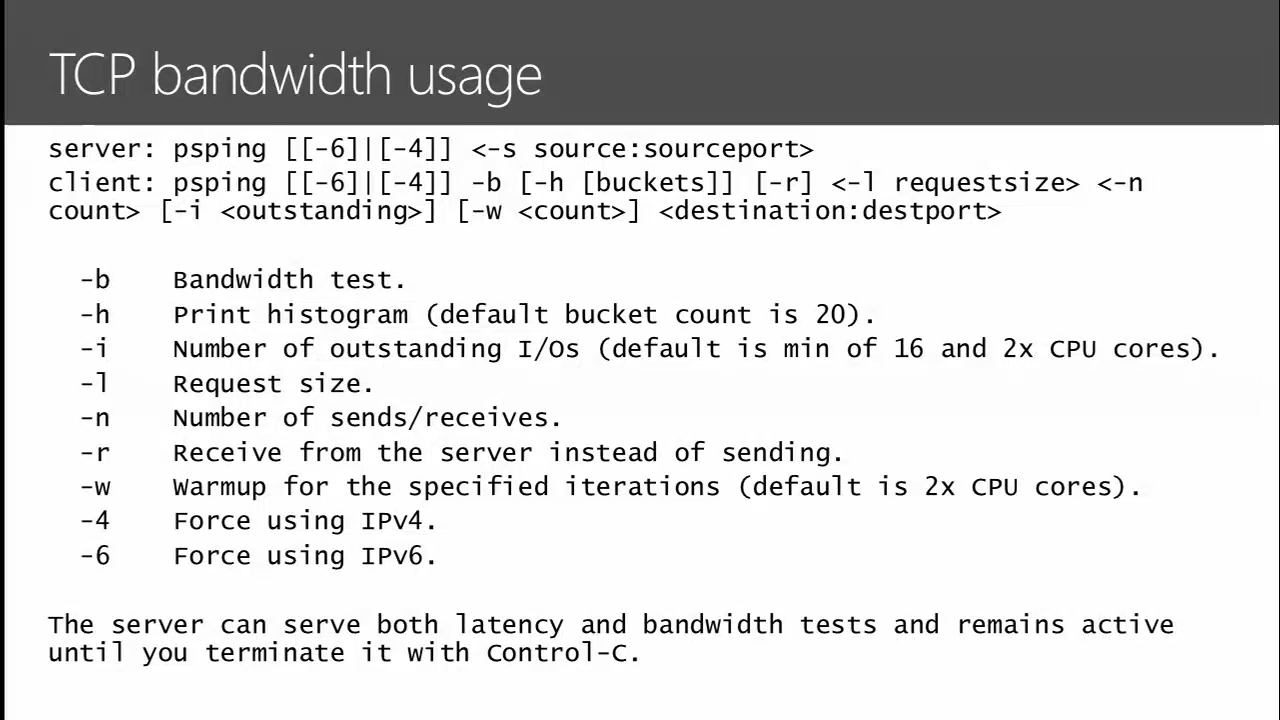 TCP bandwidth usage
server: psping [[-6]|[-4]] <-s source:sourceport>
client: psping [[-6]|[-4]] -b [-h [buckets]] [-r] <-l requestsize> <-n
count> [-i <outstanding>] [-w <count>] <destination:destport>
-b Bandwidth test.
-h Print histogram (default bucket count is 20).
-i Number of outstanding I/Os (default is min of 16 and 2x CPU cores).
-l Request size.
-n Number of sends/receives.
-r Receive from the server instead of sending.
-w Warmup for the specified iterations (default is 2x CPU cores).
-4 Force using IPv4.
-6 Force using IPv6.
The server can serve both latency and bandwidth tests and remains active
until you terminate it with Control-C.